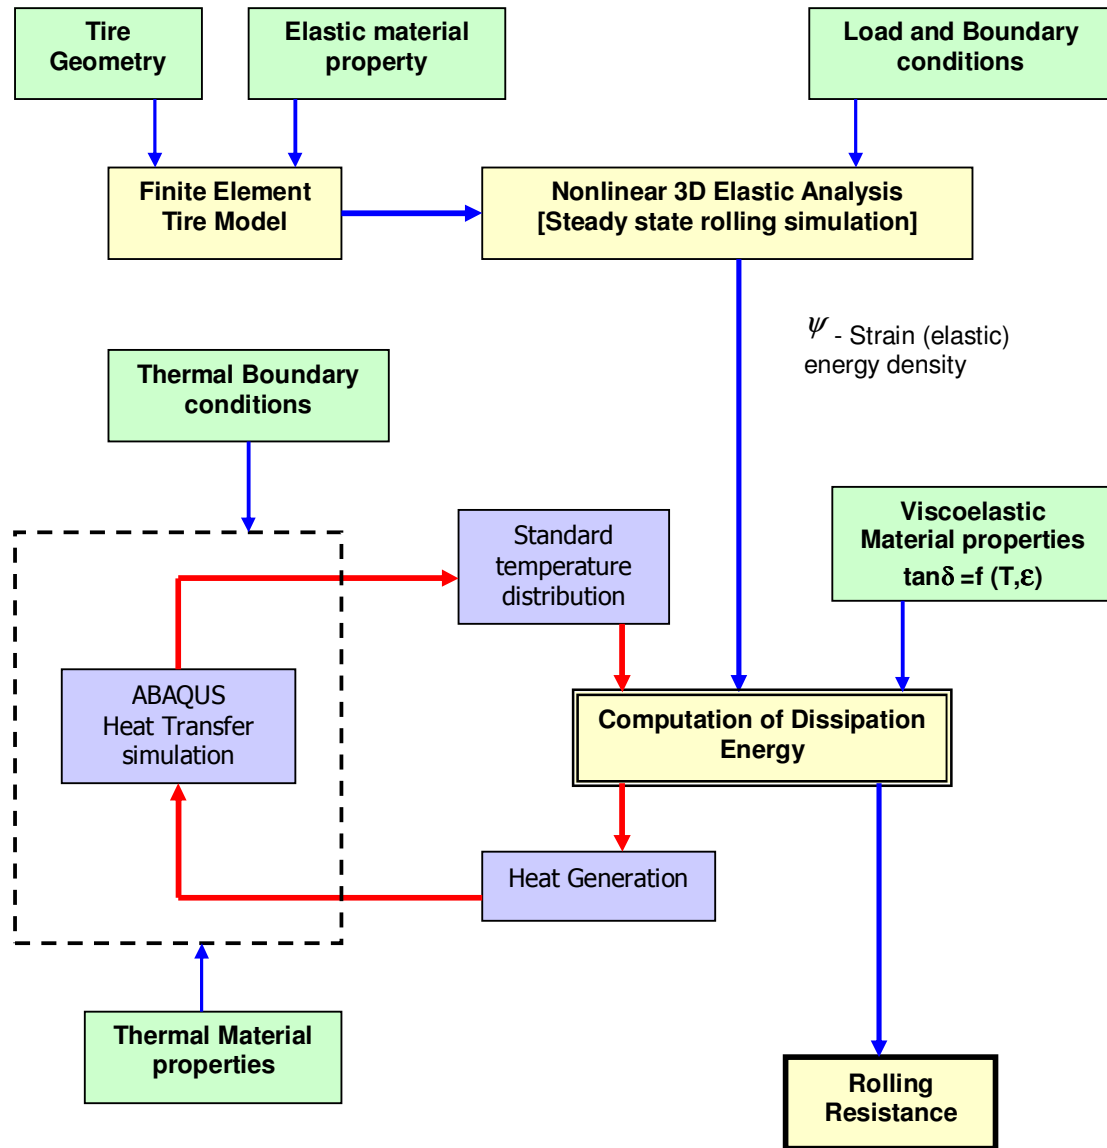 Tire
Geometry
Elastic material
property
Load and Boundary
conditions
Finite Element
Tire Model
Nonlinear 3D Elastic Analysis
[Steady state rolling simulation]
ψ - Strain (elastic)
energy density
Thermal Boundary
conditions
Standard
temperature
distribution
Viscoelastic
Material properties
tanδ =f (T,ε)
ABAQUS
Heat Transfer
simulation
Computation of Dissipation
Energy
Heat Generation
Thermal Material
properties
Rolling
Resistance